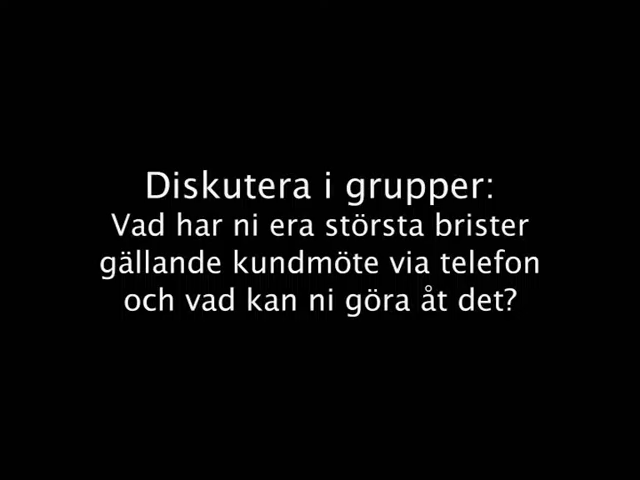 Diskutera i grupper:
Vad har ni era största brister
gällande kundmöte via telefon
och vad kan ni göra åt det?